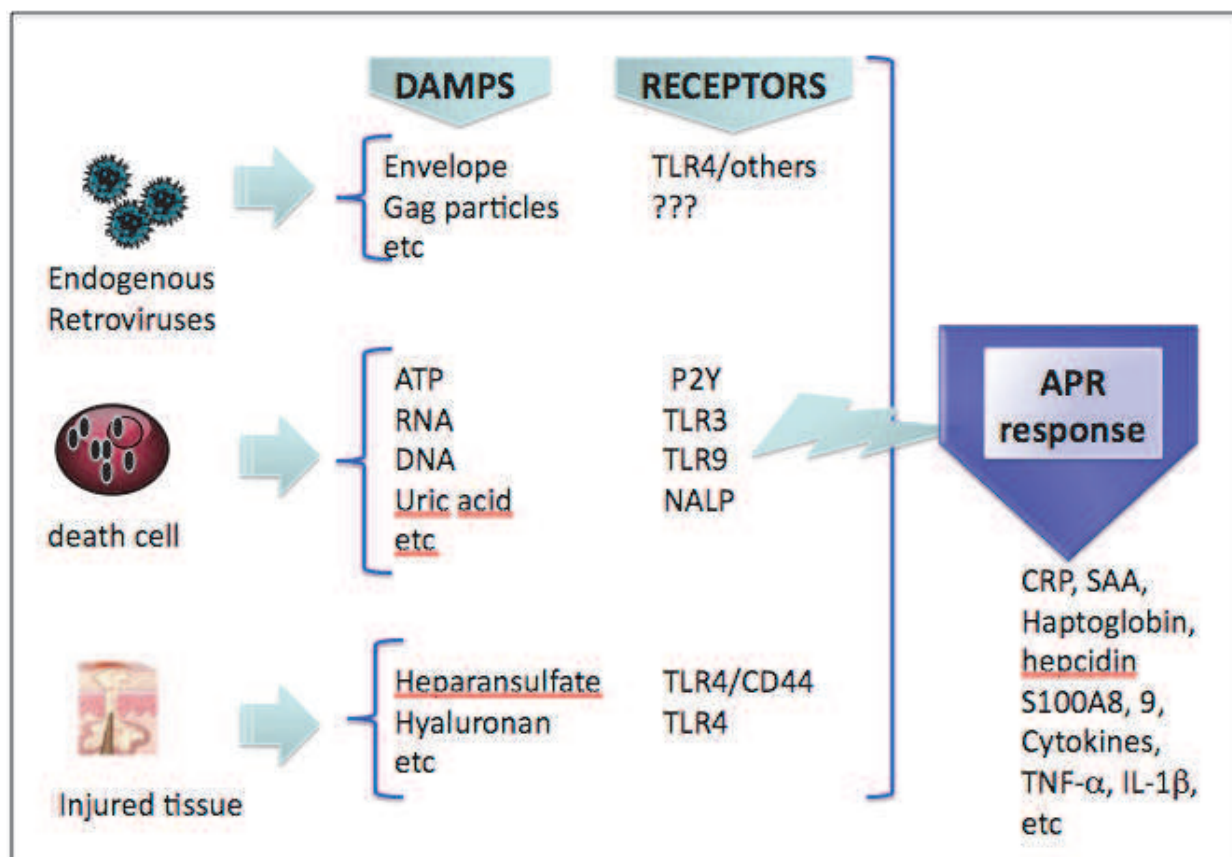 DAMPS
RECEPTORS
Endogenous
Retroviruses
Envelope
Gag particles
etc
TLR4/others
???
death cell
ATP
RNA
DNA
Uric acid
etc
P2Y
TLR3
TLR9
NALP
Injured tissue
Heparansulfate
Hyaluronan
etc
TLR4/CD44
TLR4
APR
response
CRP, SAA,
Haptoglobin,
hepcidin
S100A8, 9,
Cytokines,
TNF-α, IL-1β,
etc